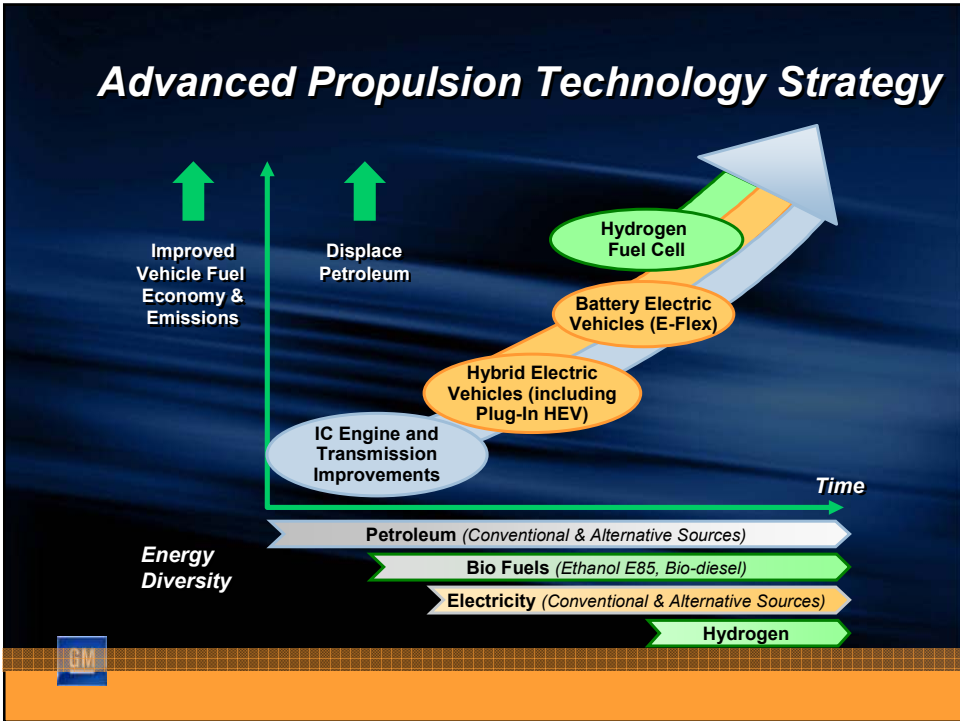 Advanced Propulsion Technology Strategy
Improved
Vehicle Fuel
Economy &
Emissions
Displace
Petroleum
Hydrogen
Fuel Cell
Battery Electric
Vehicles (E-Flex)
Hybrid Electric
Vehicles (including
Plug-In HEV)
IC Engine and
Transmission
Improvements
Time
Energy
Diversity
Petroleum (Conventional & Alternative Sources)
Bio Fuels (Ethanol E85, Bio-diesel)
Electricity (Conventional & Alternative Sources)
Hydrogen
GM